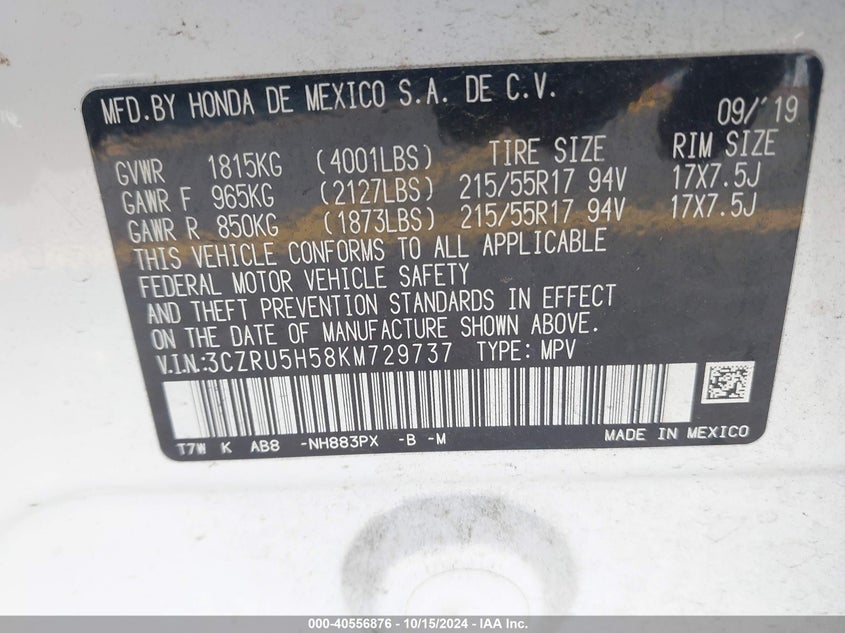 MFD.BY HONDA DE MEXICO S.A. DE C.V.
09/'19
GVWR 1815KG (4001LBS) TIRE SIZE RIM SIZE
GAWR F 965KG (2127LBS) 215/55R17 94V 17X7.5J
GAWR R 850KG (1873LBS) 215/55R17 94V 17X7.5J
THIS VEHICLE CONFORMS TO ALL APPLICABLE
FEDERAL MOTOR VEHICLE SAFETY
AND THEFT PREVENTION STANDARDS IN EFFECT
ON THE DATE OF MANUFACTURE SHOWN ABOVE.
V.I.N:3CZRU5H58KM729737 TYPE: MPV
T7W K AB8 -NH883PX -B -M MADE IN MEXICO
000-40556876 - 10/15/2024 - IAA Inc.